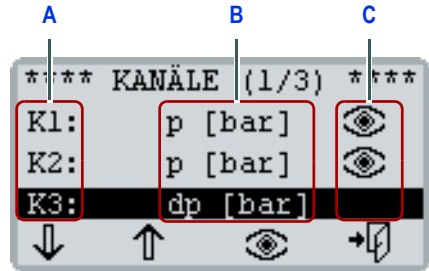 A B C
**** KANÄLE (1/3) ****
K1: p [bar]
K2: p [bar]
K3: dp [bar]